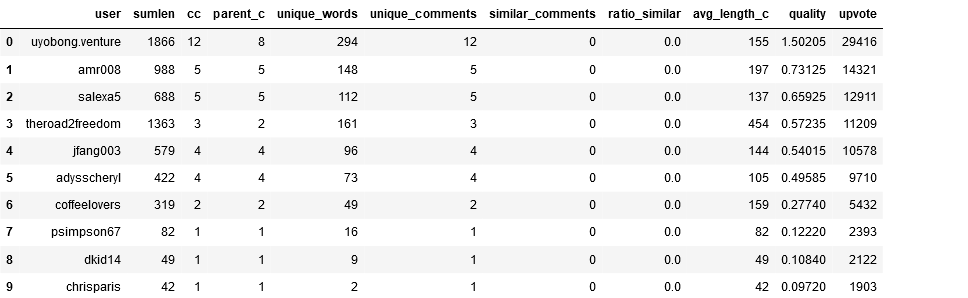 user sumlen cc parent_c unique_words unique_comments similar_comments ratio_similar avg_length_c quality upvote
0 uyobong.venture 1866 12 8 294 12 0 0.0 155 1.50205 29416
1 amr008 988 5 5 148 5 0 0.0 197 0.73125 14321
2 salexa5 688 5 5 112 5 0 0.0 137 0.65925 12911
3 theroad2freedom 1363 3 2 161 3 0 0.0 454 0.57235 11209
4 jfang003 579 4 4 96 4 0 0.0 144 0.54015 10578
5 adysscheryl 422 4 4 73 4 0 0.0 105 0.49585 9710
6 coffeelovers 319 2 2 49 2 0 0.0 159 0.27740 5432
7 psimpson67 82 1 1 16 1 0 0.0 82 0.12220 2393
8 dkid14 49 1 1 9 1 0 0.0 49 0.10840 2122
9 chrisparis 42 1 1 2 1 0 0.0 42 0.09720 1903